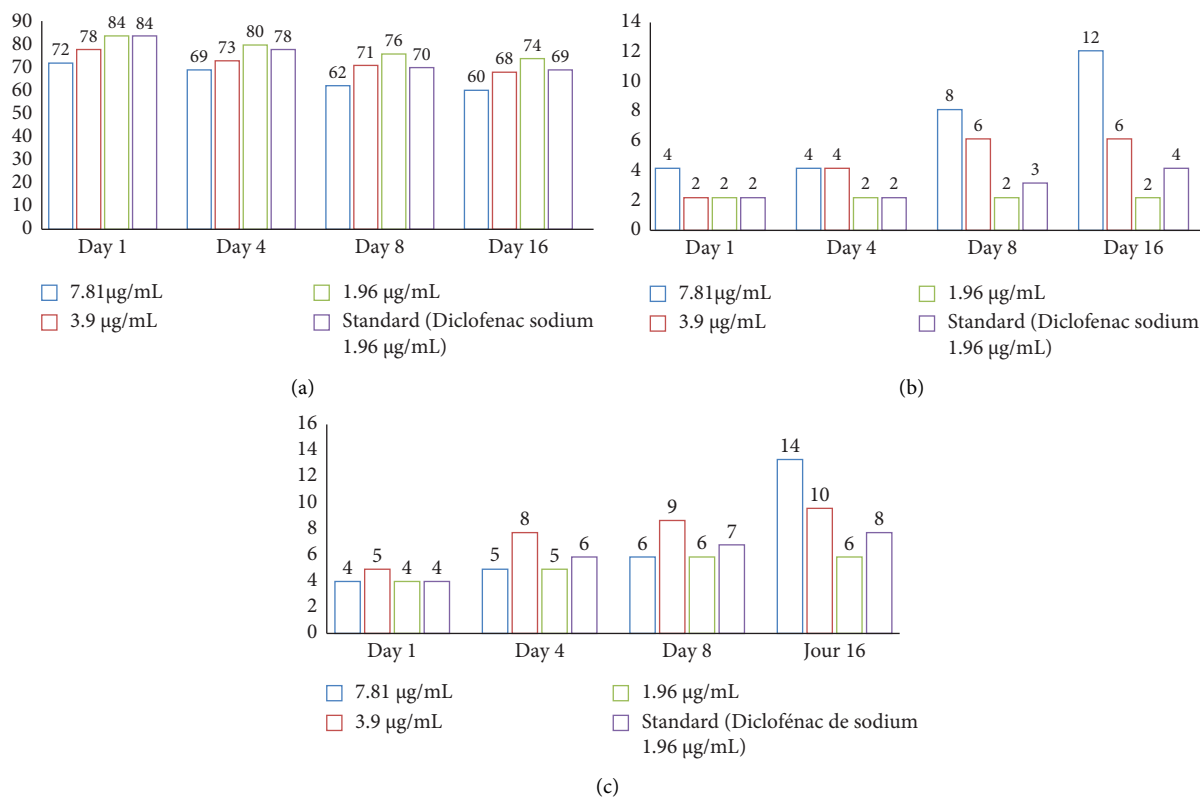 90
80
70
60
50
40
30
20
10
0
72 78 84 84
69 73 80 78
62 71 76 70
60 68 74 69
Day 1 Day 4 Day 8 Day 16
7.81μg/mL
3.9 μg/mL
1.96 μg/mL
Standard (Diclofenac sodium
1.96 μg/mL)
(a)
14
12
10
8
6
4
2
0
4 2 2 2
4 4 2 2
8 6 2 3
12 6 2 4
Day 1 Day 4 Day 8 Day 16
7.81 μg/mL
3.9 μg/mL
1.96 μg/mL
Standard (Diclofenac sodium
1.96 μg/mL)
(b)
16
14
12
10
8
6
4
2
0
4 5 4 4
5 8 5 6
6 9 6 7
14 10 6 8
Day 1 Day 4 Day 8 Jour 16
7.81 μg/mL
3.9 μg/mL
1.96 μg/mL
Standard (Diclofénac de sodium
1.96 μg/mL)
(c)